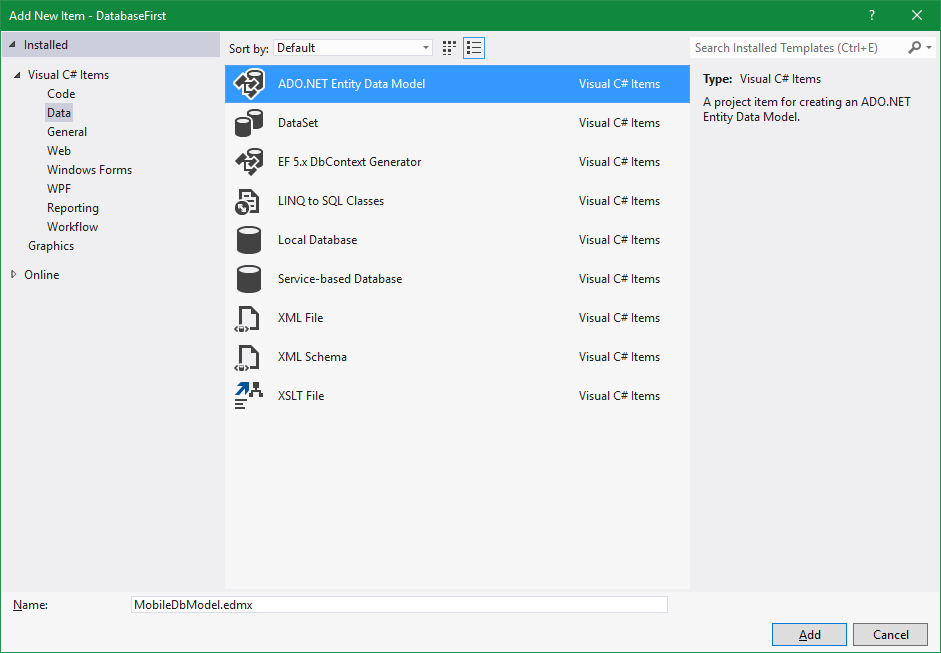 Add New Item - DatabaseFirst
?
Installed
Sort by: Default
Search Installed Templates (Ctrl+E)
Visual C# Items
Code
Data
General
Web
Windows Forms
WPF
Reporting
Workflow
Graphics
Online
ADO.NET Entity Data Model Visual C# Items
DataSet Visual C# Items
EF 5.x DbContext Generator Visual C# Items
LINQ to SQL Classes Visual C# Items
Local Database Visual C# Items
Service-based Database Visual C# Items
XML File Visual C# Items
XML Schema Visual C# Items
XSLT File Visual C# Items
Type: Visual C# Items
A project item for creating an ADO.NET
Entity Data Model.
Name: MobileDbModel.edmx
Add Cancel